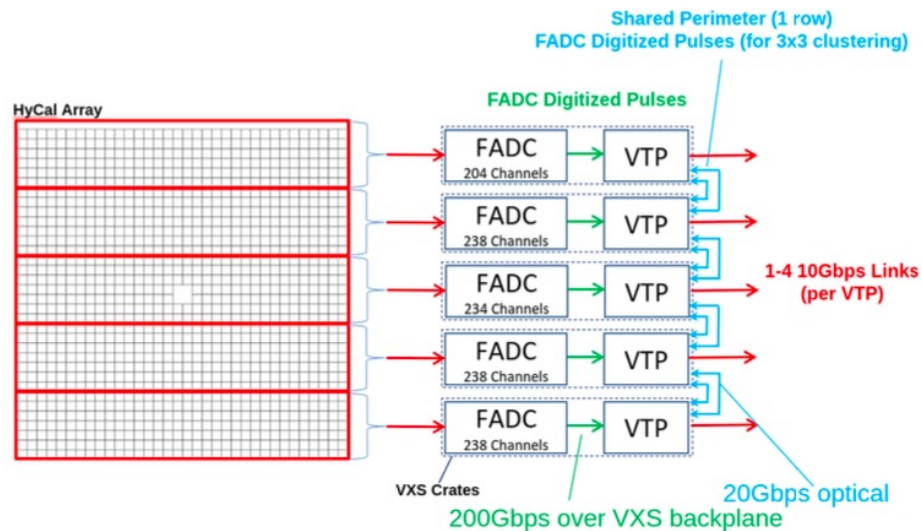 Shared Perimeter (1 row)
FADC Digitized Pulses (for 3x3 clustering)
HyCal Array
FADC Digitized Pulses
FADC
204 Channels
VTP
FADC
238 Channels
VTP
FADC
234 Channels
VTP
1-4 10Gbps Links
(per VTP)
FADC
238 Channels
VTP
FADC
238 Channels
VTP
VXS Crates
20Gbps optical
200Gbps over VXS backplane